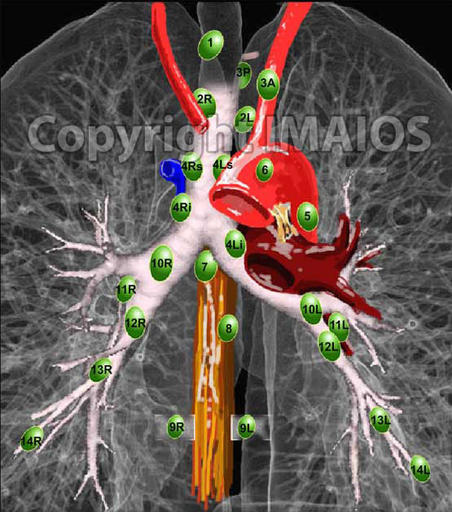 1
3P
3A
2R
2L
Copyright IMAIOS
4Rs
4Ls
6
4Ri
5
4Li
10R
7
11R
10L
12R
8
11L
12L
13R
9R
9L
13L
14R
14L